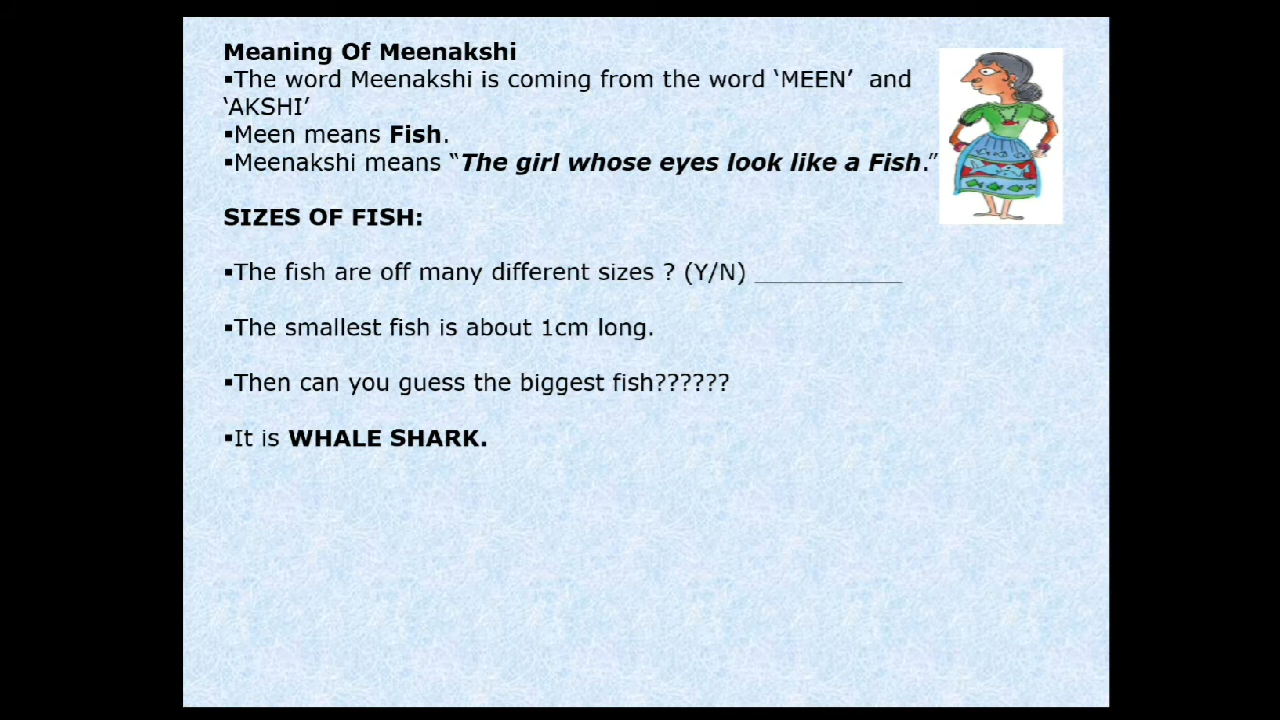 Meaning Of Meenakshi
▪The word Meenakshi is coming from the word ‘MEEN’ and
‘AKSHI’
▪Meen means Fish.
▪Meenakshi means “The girl whose eyes look like a Fish.”
SIZES OF FISH:
▪The fish are off many different sizes ? (Y/N) ___________
▪The smallest fish is about 1cm long.
▪Then can you guess the biggest fish??????
▪It is WHALE SHARK.